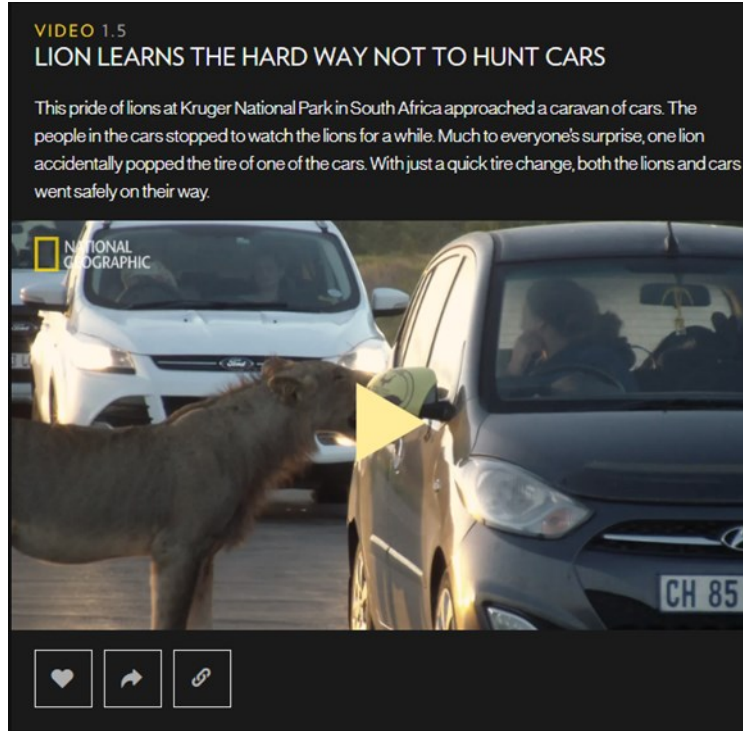 VIDEO 1.5
LION LEARNS THE HARD WAY NOT TO HUNT CARS
This pride of lions at Kruger National Park in South Africa approached a caravan of cars. The
people in the cars stopped to watch the lions for a while. Much to everyone's surprise, one lion
accidentally popped the tire of one of the cars. With just a quick tire change, both the lions and cars
went safely on their way.
NATIONAL
GEOGRAPHIC
Ford
CH 85